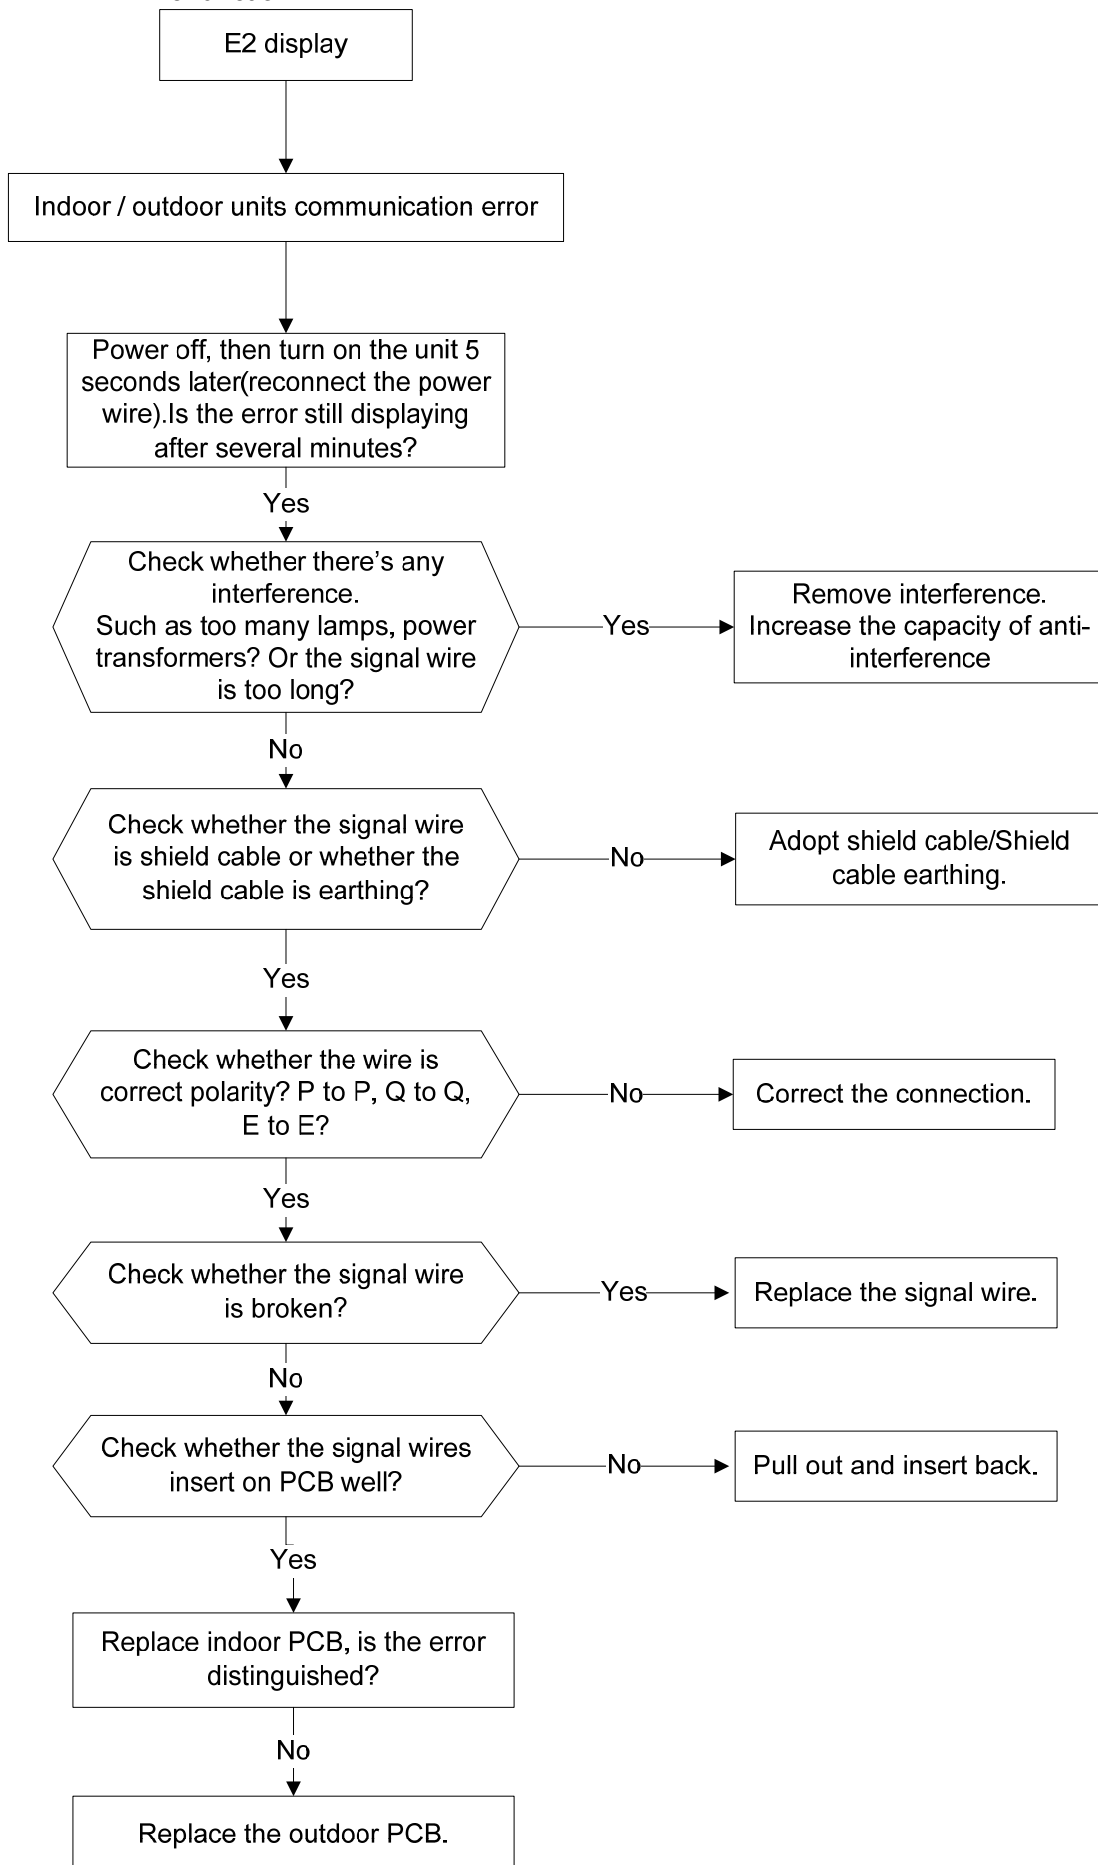 E2 display
Indoor / outdoor units communication error
Power off, then turn on the unit 5
seconds later(reconnect the power
wire).Is the error still displaying
after several minutes?
Yes
Check whether there's any
interference.
Such as too many lamps, power
transformers? Or the signal wire
is too long?
Yes
Remove interference.
Increase the capacity of anti-
interference
No
Check whether the signal wire
is shield cable or whether the
shield cable is earthing?
No
Adopt shield cable/Shield
cable earthing.
Yes
Check whether the wire is
correct polarity? P to P, Q to Q,
E to E?
No
Correct the connection.
Yes
Check whether the signal wire
is broken?
Yes
Replace the signal wire.
No
Check whether the signal wires
insert on PCB well?
No
Pull out and insert back.
Yes
Replace indoor PCB, is the error
distinguished?
No
Replace the outdoor PCB.